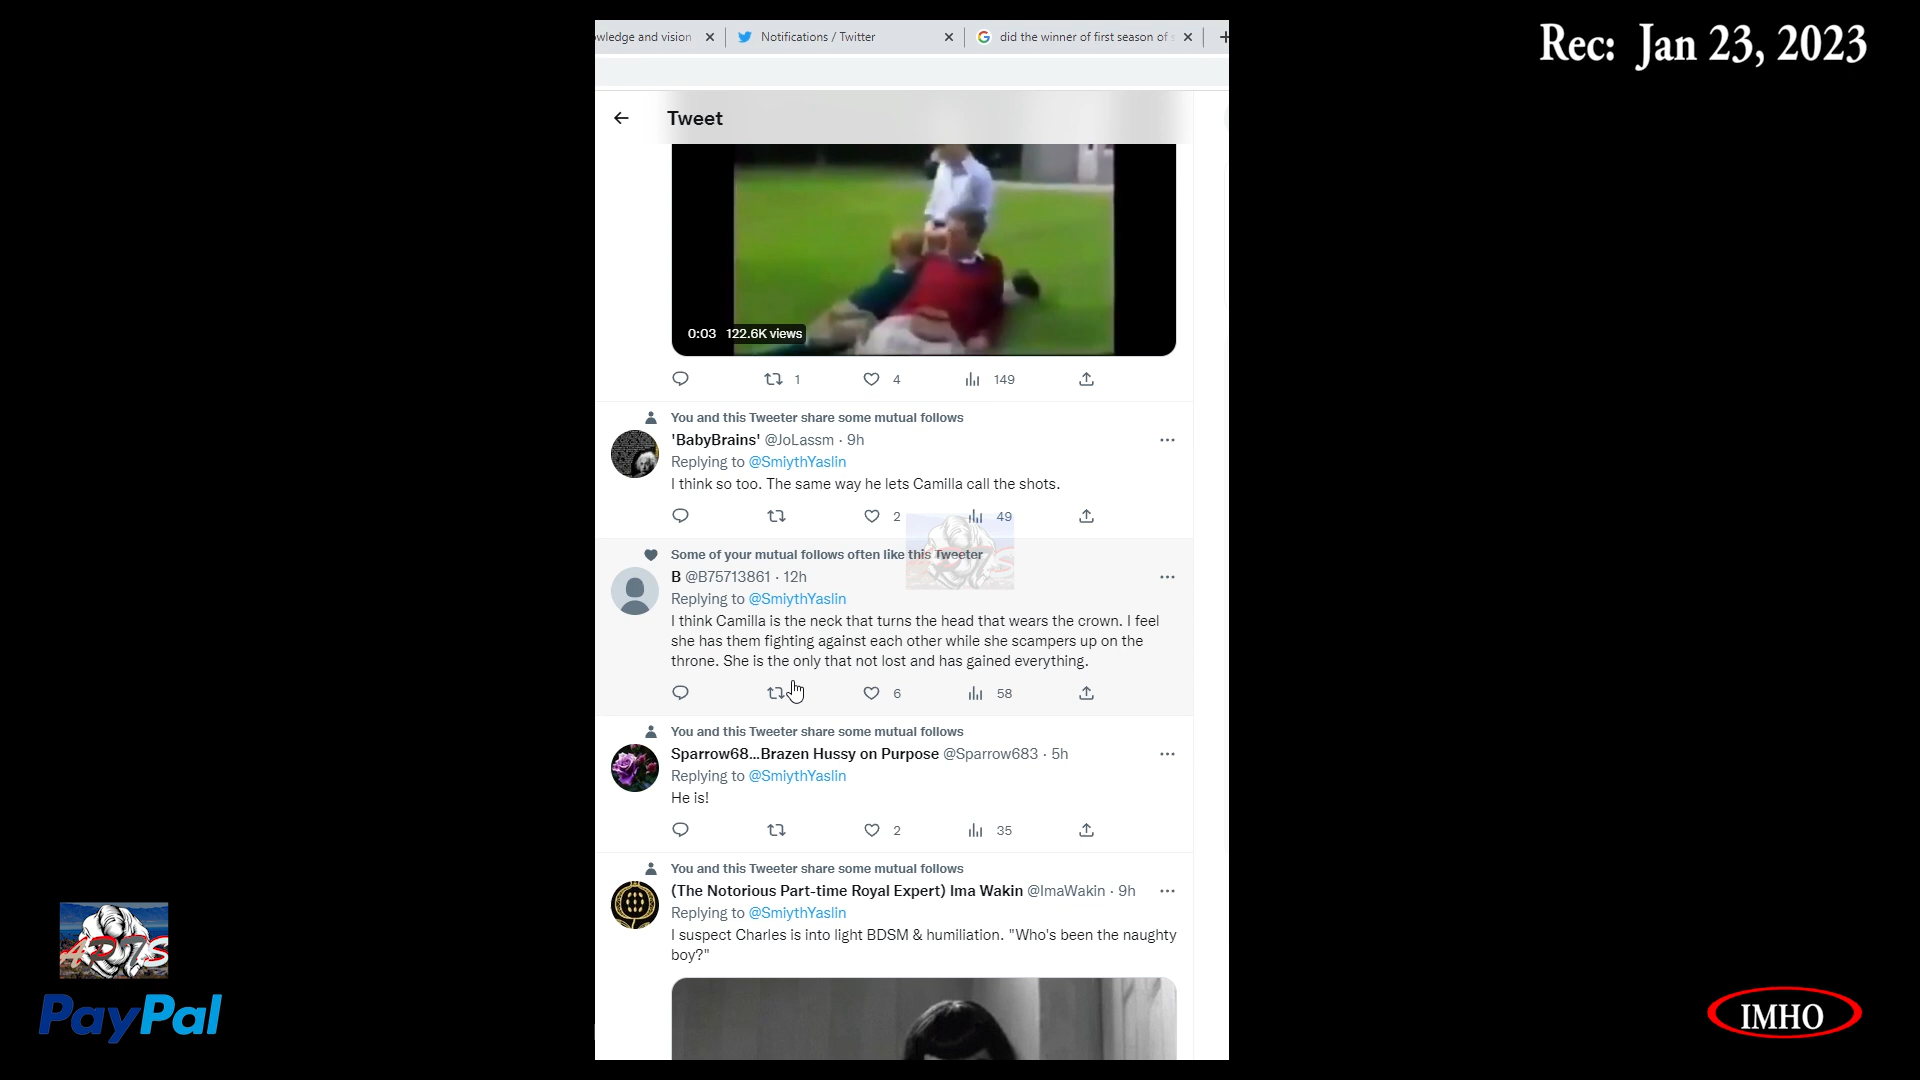 Rec: Jan 23, 2023
owledge and vision
Notifications / Twitter
did the winner of first season of s
Tweet
0:03 122.6K views
1 4 149
You and this Tweeter share some mutual follows
'BabyBrains' @JoLassm · 9h
Replying to @SmiythYaslin
I think so too. The same way he lets Camilla call the shots.
2 49
Some of your mutual follows often like this Tweeter
B @B75713861 · 12h
Replying to @SmiythYaslin
I think Camilla is the neck that turns the head that wears the crown. I feel
she has them fighting against each other while she scampers up on the
throne. She is the only that not lost and has gained everything.
6 58
You and this Tweeter share some mutual follows
Sparrow68...Brazen Hussy on Purpose @Sparrow683 · 5h
Replying to @SmiythYaslin
He is!
2 35
You and this Tweeter share some mutual follows
(The Notorious Part-time Royal Expert) Ima Wakin @ImaWakin · 9h
Replying to @SmiythYaslin
I suspect Charles is into light BDSM & humiliation. "Who's been the naughty
boy?"
PayPal
IMHO